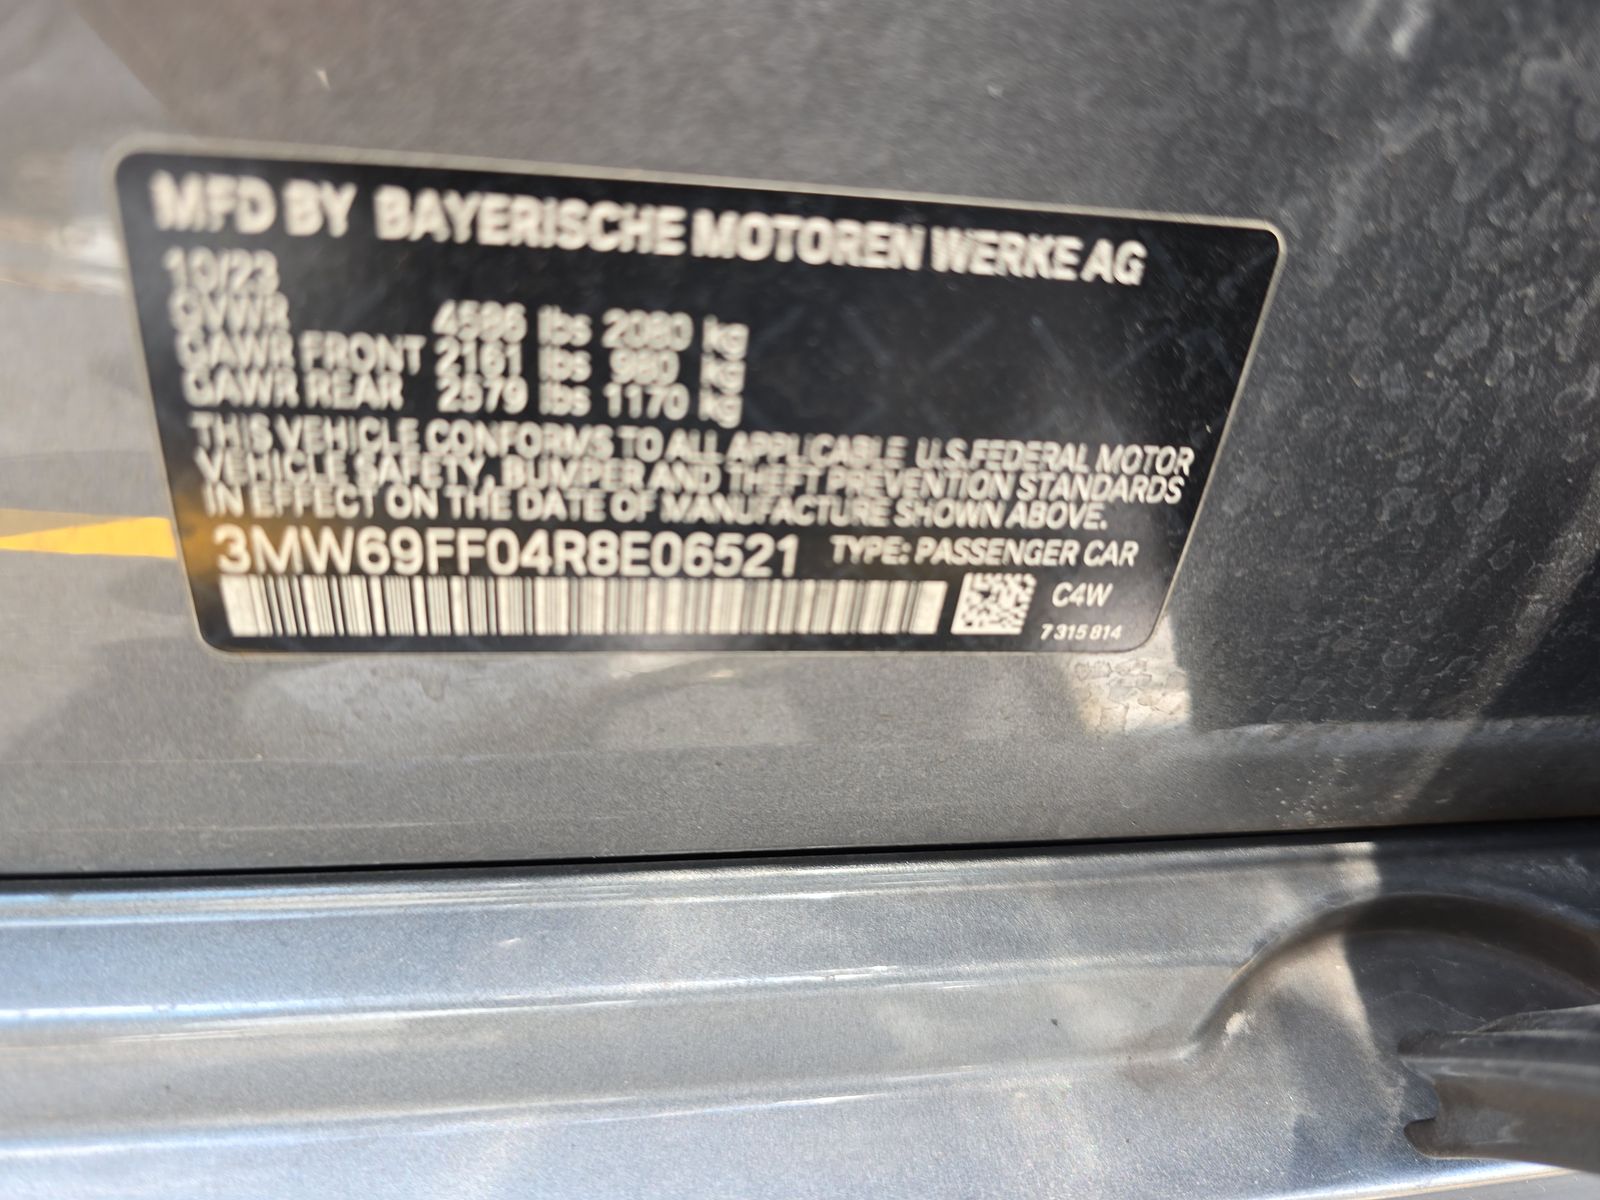 MFD BY BAYERISCHE MOTOREN WERKE AG
10/23
GVWR 4586 lbs 2080 kg
GAWR FRONT 2161 lbs 980 kg
GAWR REAR 2579 lbs 1170 kg
THIS VEHICLE CONFORMS TO ALL APPLICABLE U.S.FEDERAL MOTOR
VEHICLE SAFETY, BUMPER AND THEFT PREVENTION STANDARDS
IN EFFECT ON THE DATE OF MANUFACTURE SHOWN ABOVE.
3MW69FF04R8E06521 TYPE: PASSENGER CAR
C4W
7 315 814